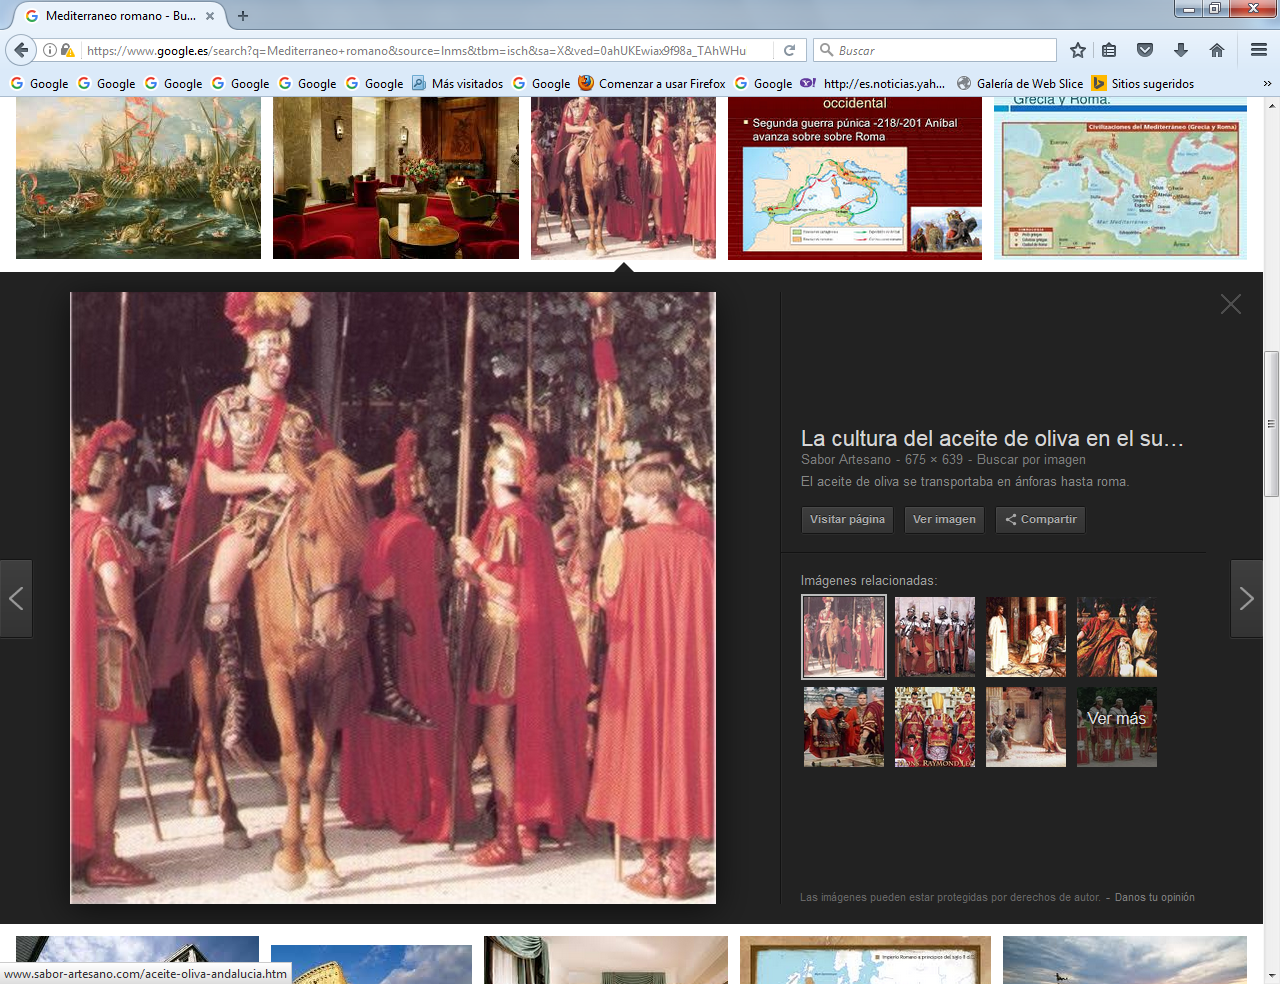 Mediterraneo romano - Bu...
https://www.google.es/search?q=Mediterraneo+romano&source=lnms&tbm=isch&sa=X&ved=0ahUKEwiax9f98a_TAhWHu
Buscar
Google
Google
Google
Google
Google
Google
Más visitados
Google
Comenzar a usar Firefox
Google
http://es.noticias.yah...
Galería de Web Slice
Sitios sugeridos
occidental
Segunda guerra púnica -218/-201 Aníbal
avanza sobre sobre Roma
Grecia y Roma.
Civilizaciones del Mediterráneo (Grecia y Roma)
Mar Mediterráneo
La cultura del aceite de oliva en el su...
Sabor Artesano - 675 × 639 - Buscar por imagen
El aceite de oliva se transportaba en ánforas hasta roma.
Visitar página
Ver imagen
Compartir
Imágenes relacionadas:
Ver más
Las imágenes pueden estar protegidas por derechos de autor. - Danos tu opinión
www.sabor-artesano.com/aceite-oliva-andalucia.htm